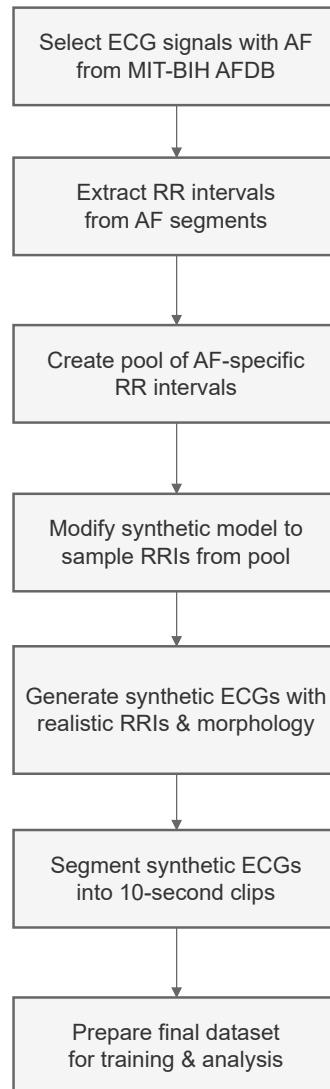 Select ECG signals with AF
from MIT-BIH AFDB
Extract RR intervals
from AF segments
Create pool of AF-specific
RR intervals
Modify synthetic model to
sample RRIs from pool
Generate synthetic ECGs with
realistic RRIs & morphology
Segment synthetic ECGs
into 10-second clips
Prepare final dataset
for training & analysis